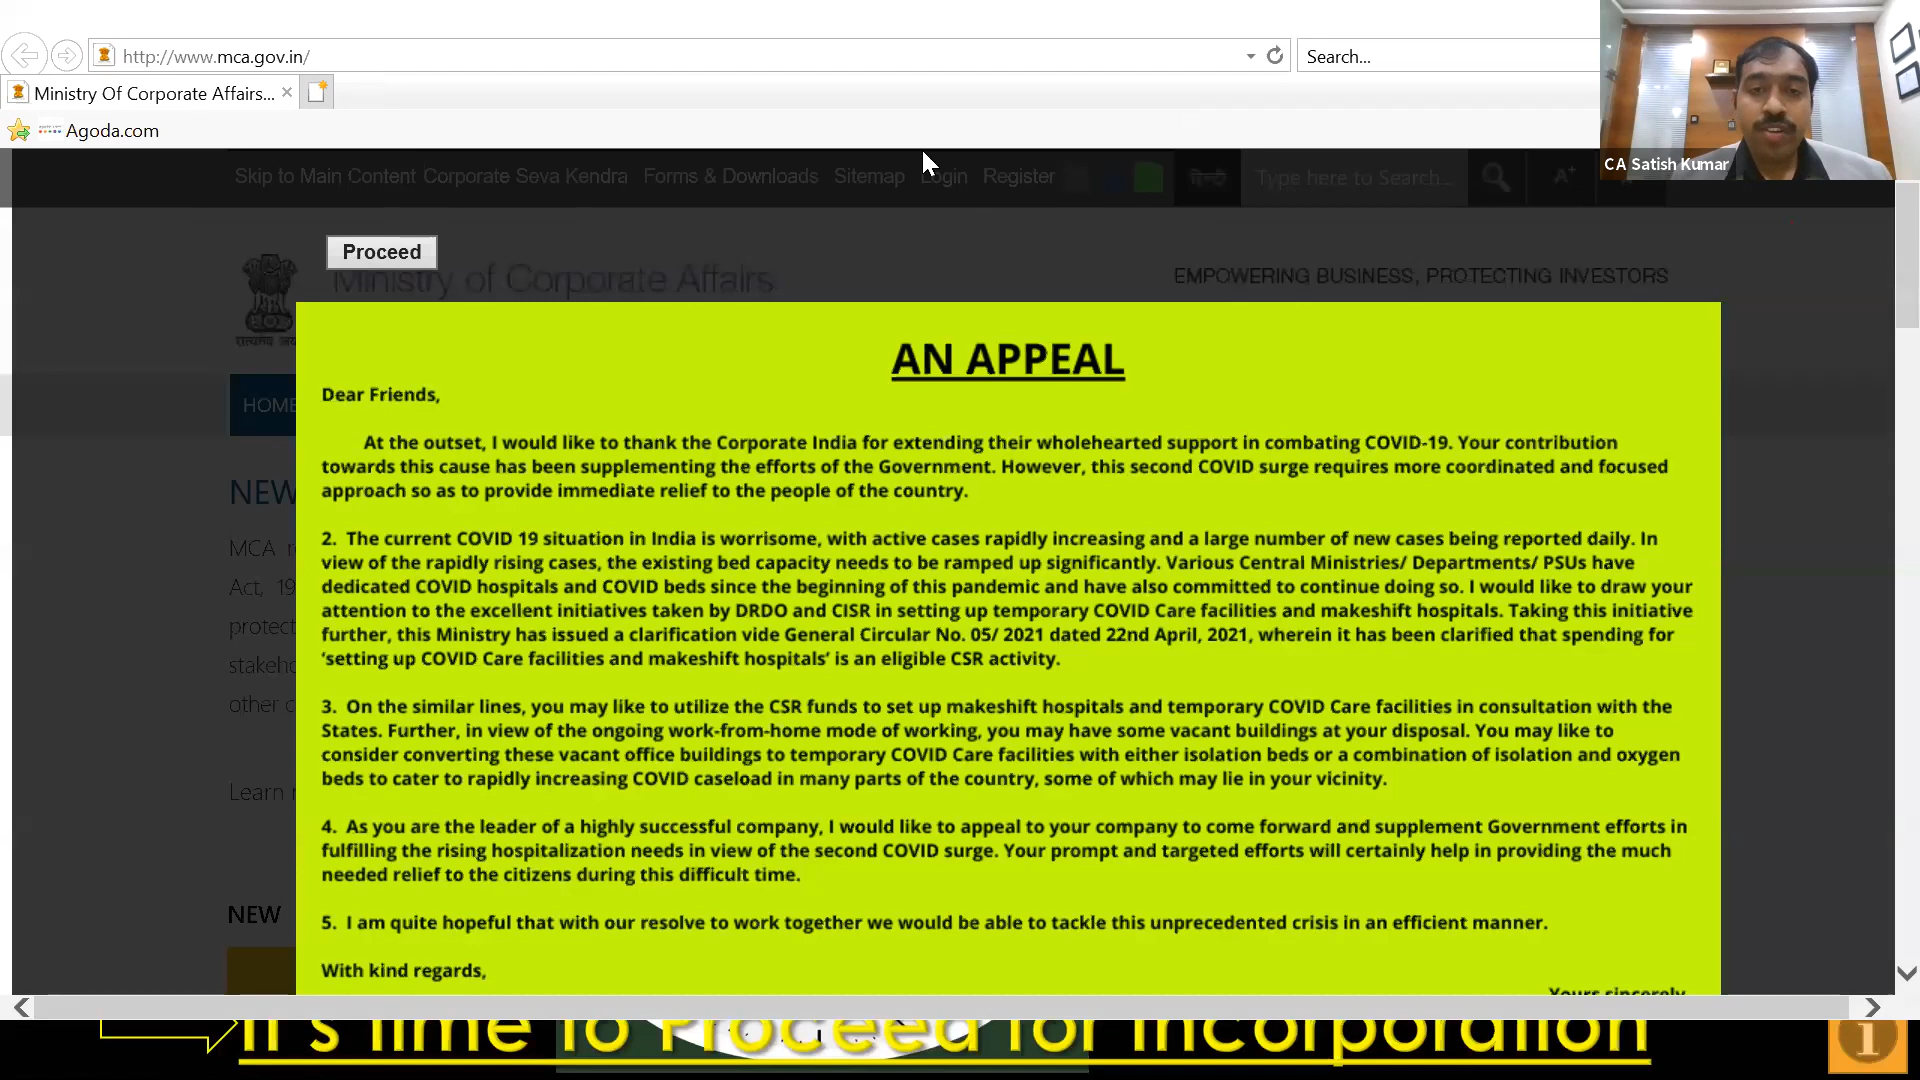 http://www.mca.gov.in/
Search...
Ministry Of Corporate Affairs...
Agoda.com
CA Satish Kumar
Skip to Main Content Corporate Seva Kendra Forms & Downloads Sitemap Login Register
Type here to Search...
A+
Proceed
Ministry of Corporate Affairs
EMPOWERING BUSINESS, PROTECTING INVESTORS
AN APPEAL
HOME
Dear Friends,
At the outset, I would like to thank the Corporate India for extending their wholehearted support in combating COVID-19. Your contribution
towards this cause has been supplementing the efforts of the Government. However, this second COVID surge requires more coordinated and focused
approach so as to provide immediate relief to the people of the country.
NEW
MCA
Act, 19
protect
stakeho
other c
2. The current COVID 19 situation in India is worrisome, with active cases rapidly increasing and a large number of new cases being reported daily. In
view of the rapidly rising cases, the existing bed capacity needs to be ramped up significantly. Various Central Ministries/ Departments/ PSUs have
dedicated COVID hospitals and COVID beds since the beginning of this pandemic and have also committed to continue doing so. I would like to draw your
attention to the excellent initiatives taken by DRDO and CISR in setting up temporary COVID Care facilities and makeshift hospitals. Taking this initiative
further, this Ministry has issued a clarification vide General Circular No. 05/ 2021 dated 22nd April, 2021, wherein it has been clarified that spending for
‘setting up COVID Care facilities and makeshift hospitals’ is an eligible CSR activity.
3. On the similar lines, you may like to utilize the CSR funds to set up makeshift hospitals and temporary COVID Care facilities in consultation with the
States. Further, in view of the ongoing work-from-home mode of working, you may have some vacant buildings at your disposal. You may like to
consider converting these vacant office buildings to temporary COVID Care facilities with either isolation beds or a combination of isolation and oxygen
beds to cater to rapidly increasing COVID caseload in many parts of the country, some of which may lie in your vicinity.
Learn
4. As you are the leader of a highly successful company, I would like to appeal to your company to come forward and supplement Government efforts in
fulfilling the rising hospitalization needs in view of the second COVID surge. Your prompt and targeted efforts will certainly help in providing the much
needed relief to the citizens during this difficult time.
NEW
5. I am quite hopeful that with our resolve to work together we would be able to tackle this unprecedented crisis in an efficient manner.
With kind regards,
Yours sincerely
It's time to Proceed for Incorporation